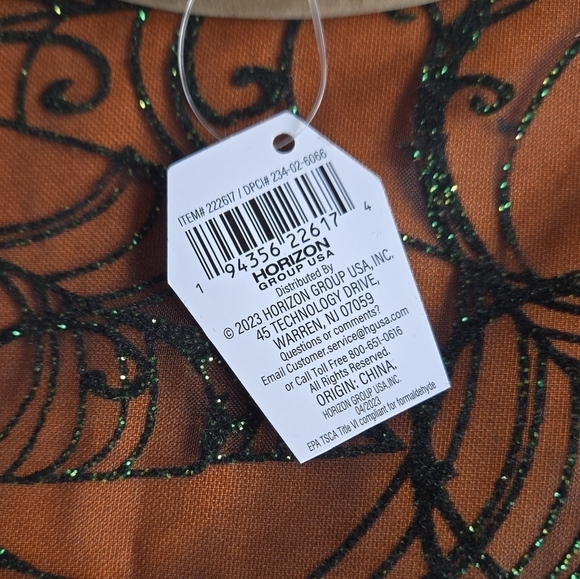 ITEM# 222617 / DPCI# 234-02-6066
1 94356 22617 4
HORIZON
GROUP USA
Distributed By
© 2023 HORIZON GROUP USA, INC.
45 TECHNOLOGY DRIVE,
WARREN, NJ 07059
Questions or comments?
Email Customer.service@hgusa.com
or Call Toll Free 800-651-0616
All Rights Reserved.
ORIGIN: CHINA.
HORIZON GROUP USA,INC.
04/2023
EPA TSCA Title VI compliant for formaldehyde